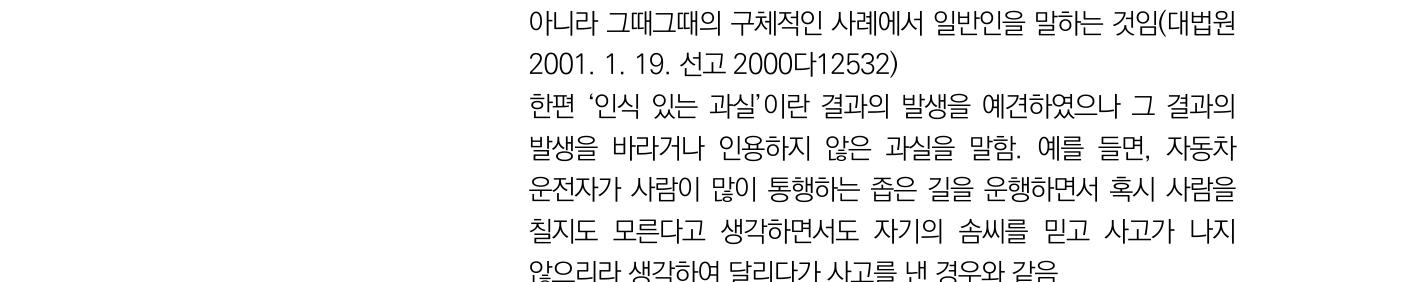 아니라 그때그때의 구체적인 사례에서 일반인을 말하는 것임(대법원
2001. 1. 19. 선고 2000다12532)
한편 ‘인식 있는 과실’이란 결과의 발생을 예견하였으나 그 결과의
발생을 바라거나 인용하지 않은 과실을 말함. 예를 들면, 자동차
운전자가 사람이 많이 통행하는 좁은 길을 운행하면서 혹시 사람을
칠지도 모른다고 생각하면서도 자기의 솜씨를 믿고 사고가 나지
않으리라 생각하여 달리다가 사고를 낸 경우와 같음